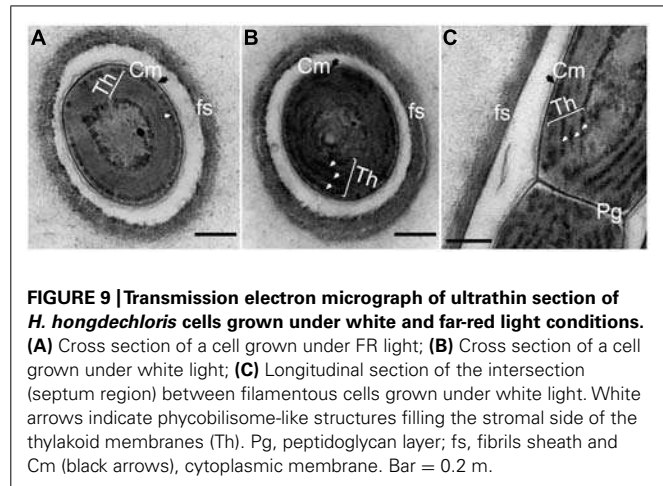 A B C
Th Cm fs
Cm fs Th
Cm fs Th Pg
FIGURE 9 | Transmission electron micrograph of ultrathin section of
H. hongdechloris cells grown under white and far-red light conditions.
(A) Cross section of a cell grown under FR light; (B) Cross section of a cell
grown under white light; (C) Longitudinal section of the intersection
(septum region) between filamentous cells grown under white light. White
arrows indicate phycobilisome-like structures filling the stromal side of the
thylakoid membranes (Th). Pg, peptidoglycan layer; fs, fibrils sheath and
Cm (black arrows), cytoplasmic membrane. Bar = 0.2 m.